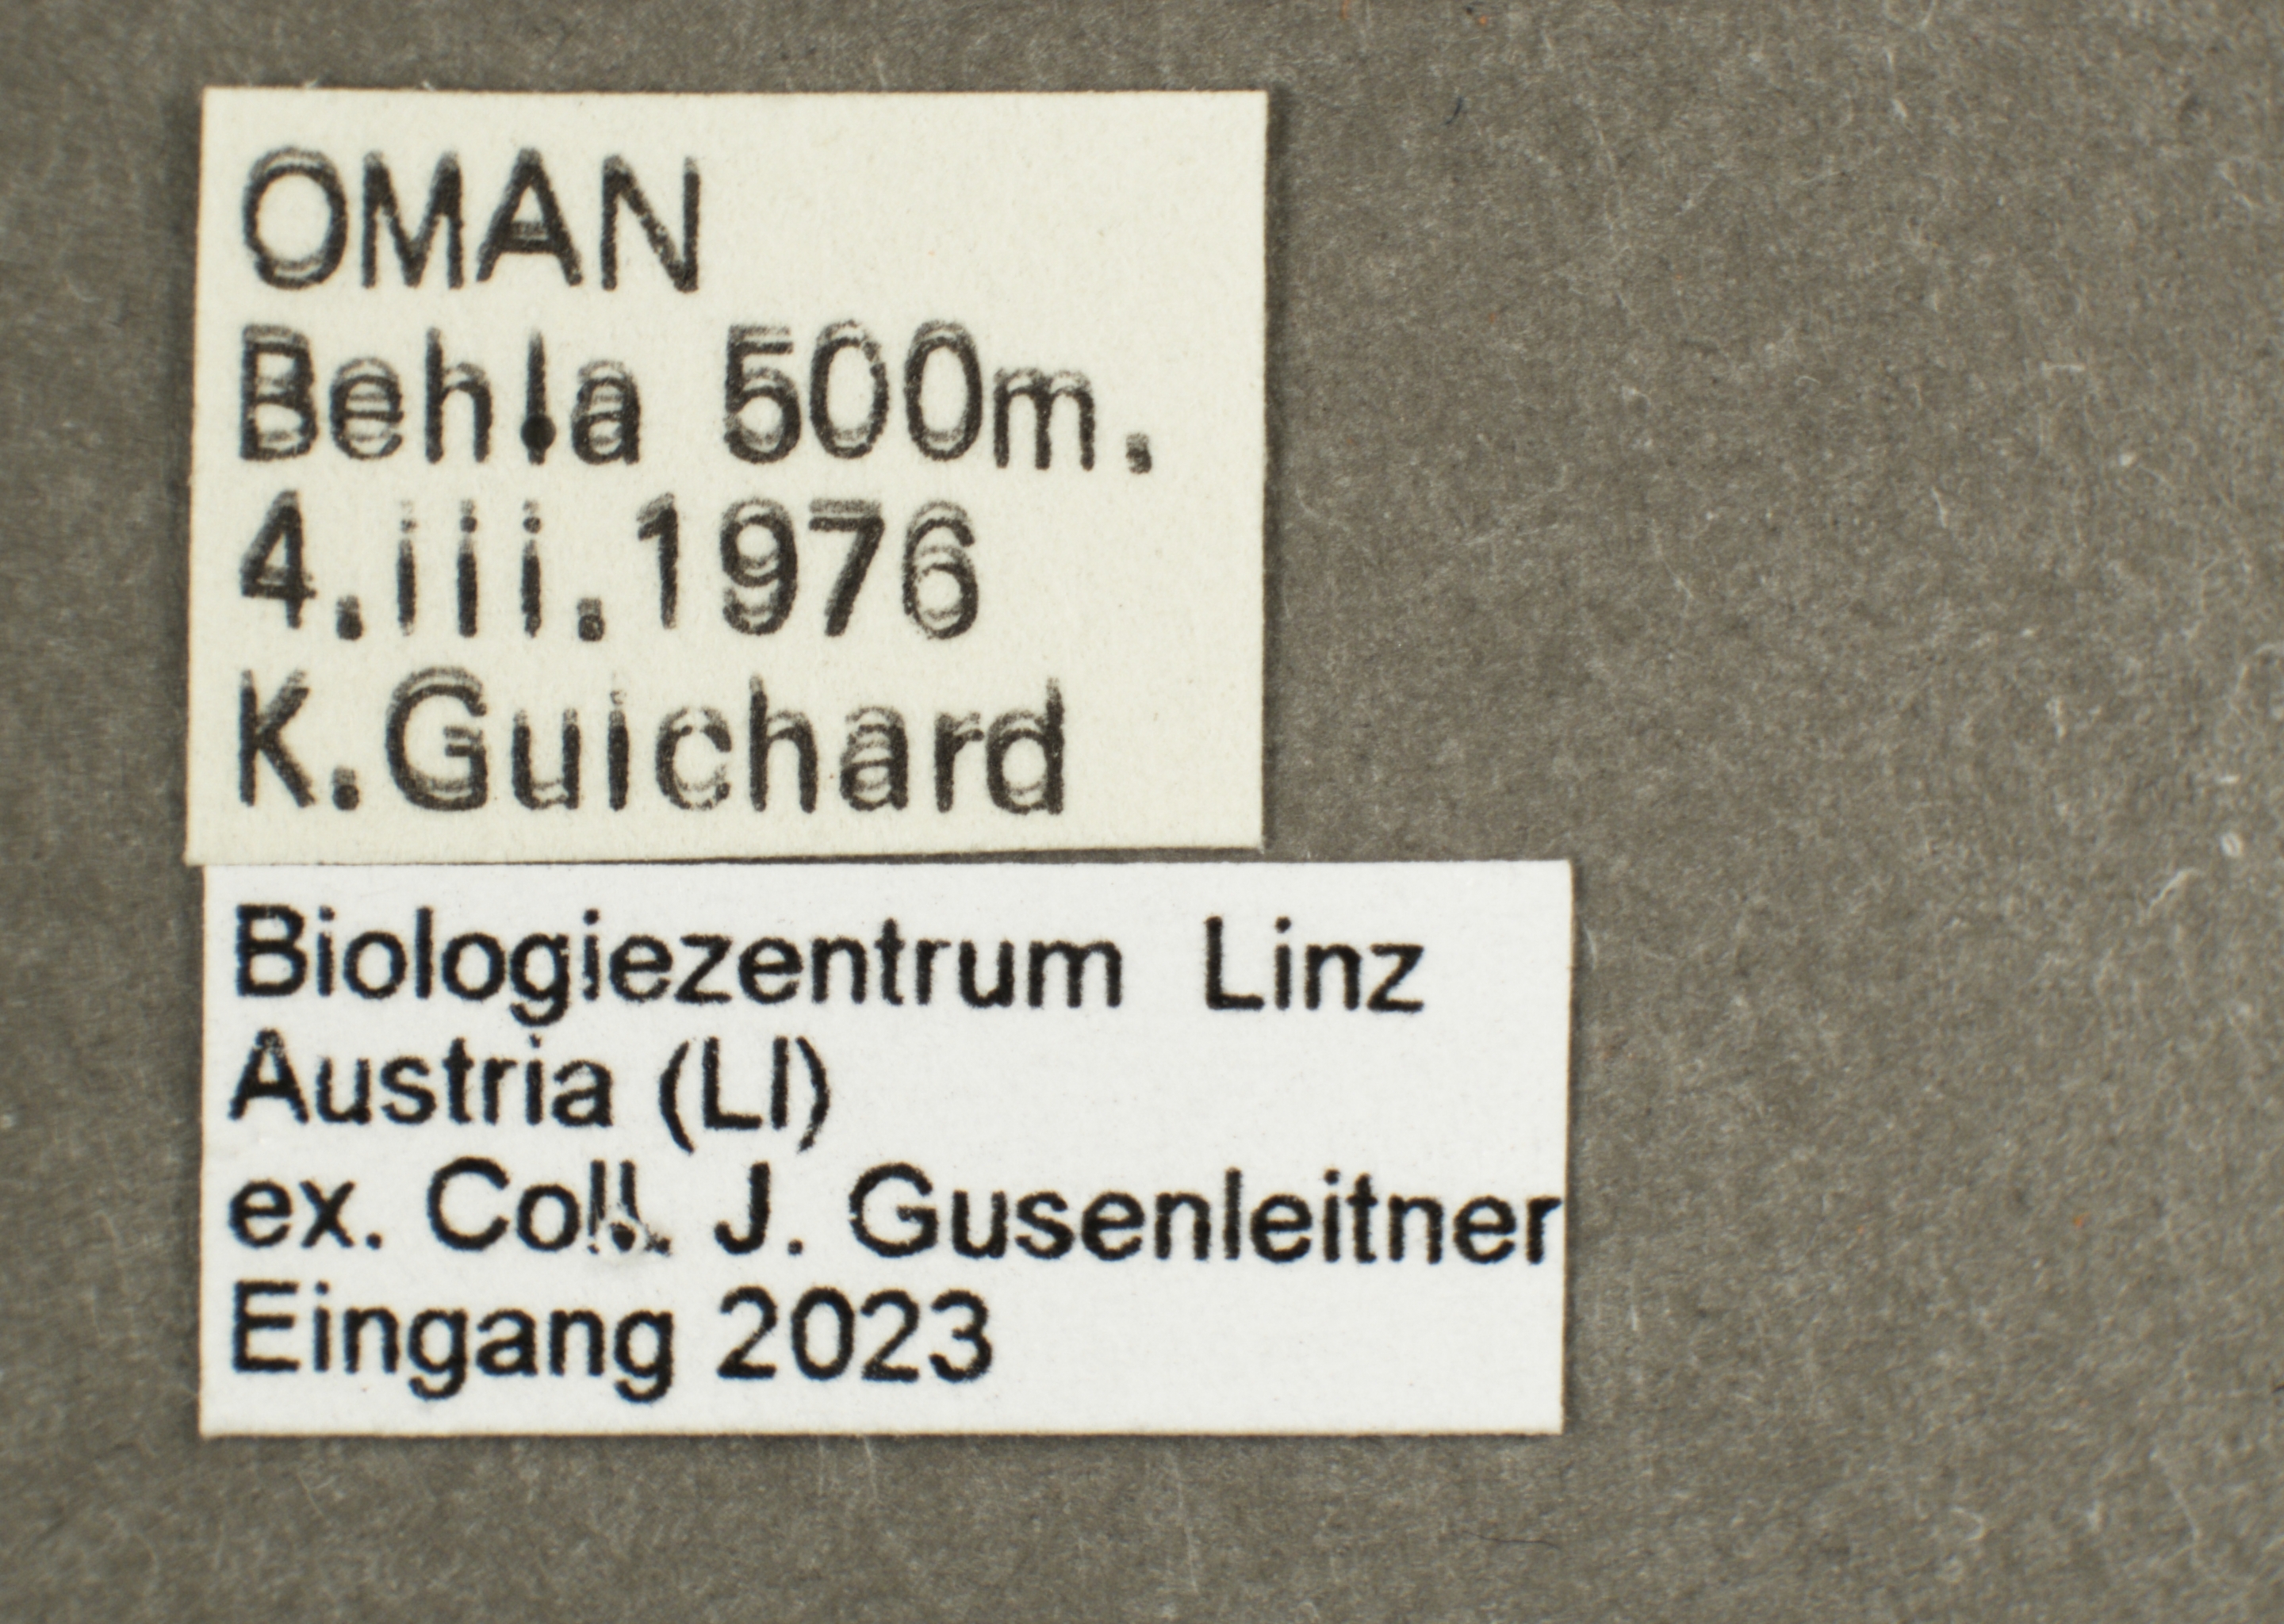 OMAN
Behla 500m.
4.iii.1976
K.Guichard
Biologiezentrum Linz
Austria (LI)
ex. Coll. J. Gusenleitner
Eingang 2023